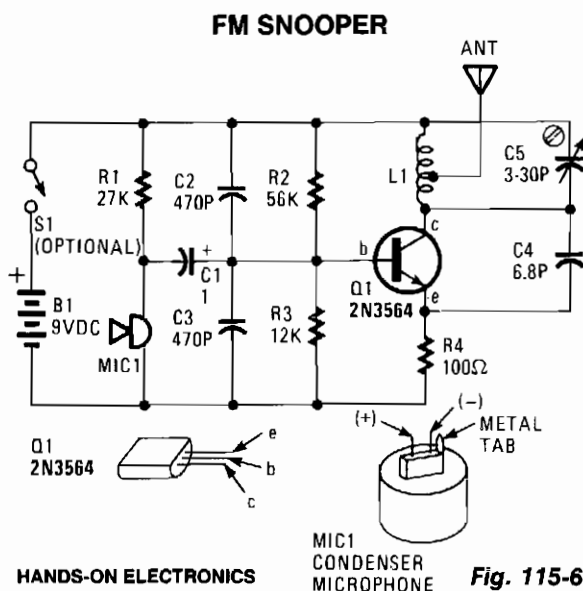 FM SNOOPER
ANT
R1
27K
C2
470P
R2
56K
L1
C5
3-30P
S1
(OPTIONAL)
+
C1
1
b
c
e
Q1
2N3564
C4
6.8P
+
B1
9VDC
MIC1
C3
470P
R3
12K
R4
100Ω
Q1
2N3564
e
b
c
(+)
(−)
METAL
TAB
MIC1
CONDENSER
MICROPHONE
HANDS-ON ELECTRONICS
Fig. 115-6